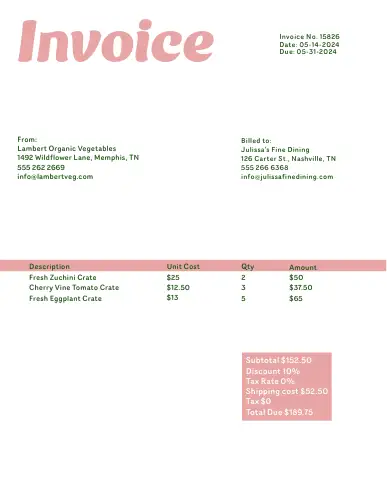 Invoice
Invoice No. 15826
Date: 05-14-2024
Due: 05-31-2024
From:
Lambert Organic Vegetables
1492 Wildflower Lane, Memphis, TN
555 262 2669
info@lambertveg.com
Billed to:
Julissa's Fine Dining
126 Carter St., Nashville, TN
555 266 6368
info@julissafinedining.com
Description Unit Cost Qty Amount
Fresh Zuchini Crate $25 2 $50
Cherry Vine Tomato Crate $12.50 3 $37.50
Fresh Eggplant Crate $13 5 $65
Subtotal $152.50
Discount 10%
Tax Rate 0%
Shipping cost $52.50
Tax $0
Total Due $189.75